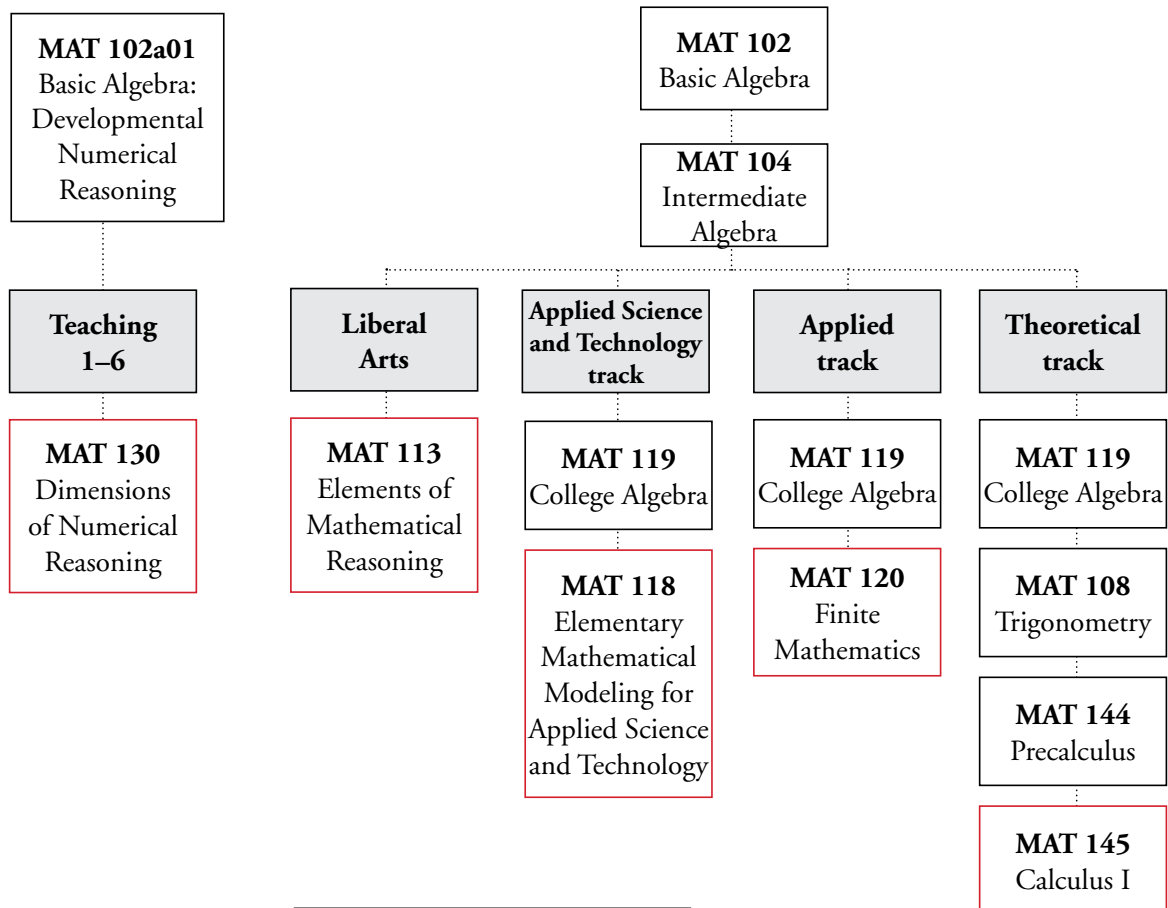 MAT 102a01
Basic Algebra:
Developmental
Numerical
Reasoning
MAT 102
Basic Algebra
MAT 104
Intermediate
Algebra
Teaching
1–6
Liberal
Arts
Applied Science
and Technology
track
Applied
track
Theoretical
track
MAT 130
Dimensions
of Numerical
Reasoning
MAT 113
Elements of
Mathematical
Reasoning
MAT 119
College Algebra
MAT 119
College Algebra
MAT 119
College Algebra
MAT 118
Elementary
Mathematical
Modeling for
Applied Science
and Technology
MAT 120
Finite
Mathematics
MAT 108
Trigonometry
MAT 144
Precalculus
MAT 145
Calculus I